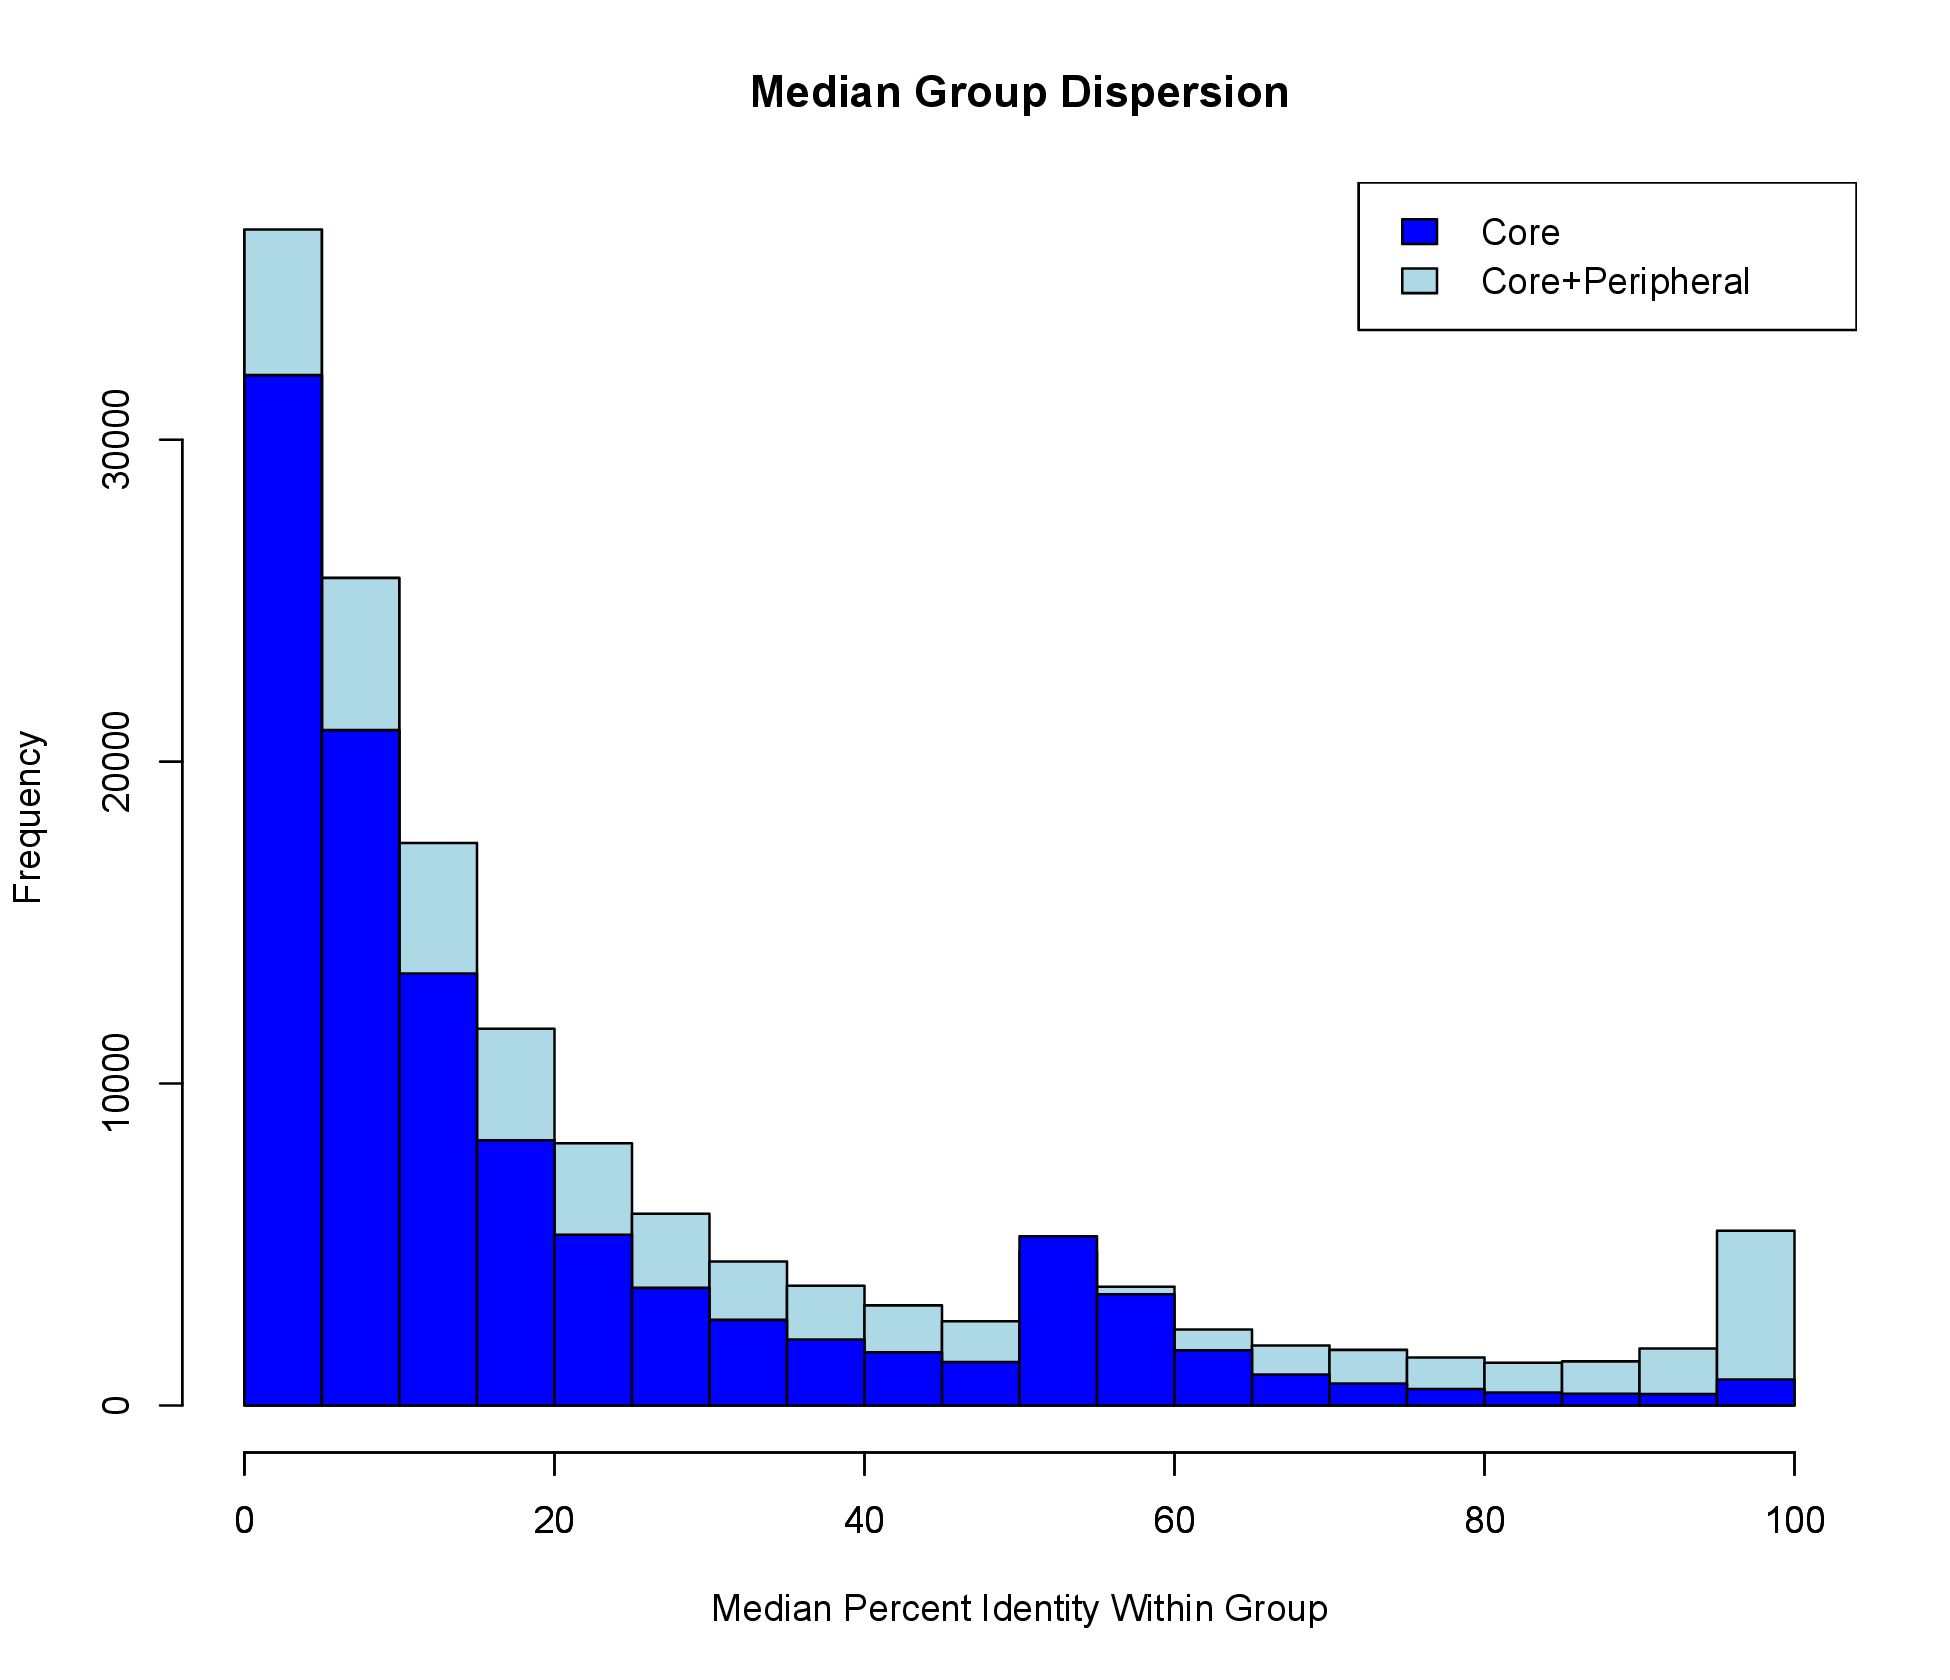 Median Group Dispersion
Core
Core+Peripheral
Frequency
30000
20000
10000
0
0 20 40 60 80 100
Median Percent Identity Within Group